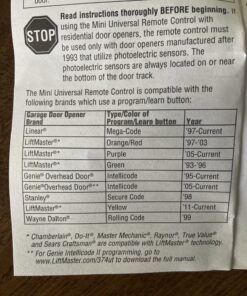 door.
Read instructions thoroughly BEFORE beginning. If
using the Mini Universal Remote Control with
residential door openers, the remote control must
be used only with door openers manufactured after
1993 that utilize photoelectric sensors. The
photoelectric sensors are always located on or near
the bottom of the door track.
STOP
The Mini Universal Remote Control is compatible with the
following brands which use a program/learn button:
Garage Door Opener Brand Type/Color of Program/Learn button Year
Linear® Mega-Code '97-Current
LiftMaster®* Orange/Red '97-'03
LiftMaster®* Purple '05-Current
LiftMaster®* Green '93-'96
Genie® Overhead Door® Intellicode '95-Current
Genie®Overhead Door®** Intellicode '05-Current
Stanley® Secure Code '98
LiftMaster®* Yellow '11-Current
Wayne Dalton® Rolling Code '99
* Chamberlain®, Do-It®, Master Mechanic®, Raynor®, True Value®
and Sears Craftsman® are compatible with LiftMaster® technology.
** For Genie Intellicode II programming, go to
www.LiftMaster.com/374ut to download the full manual.